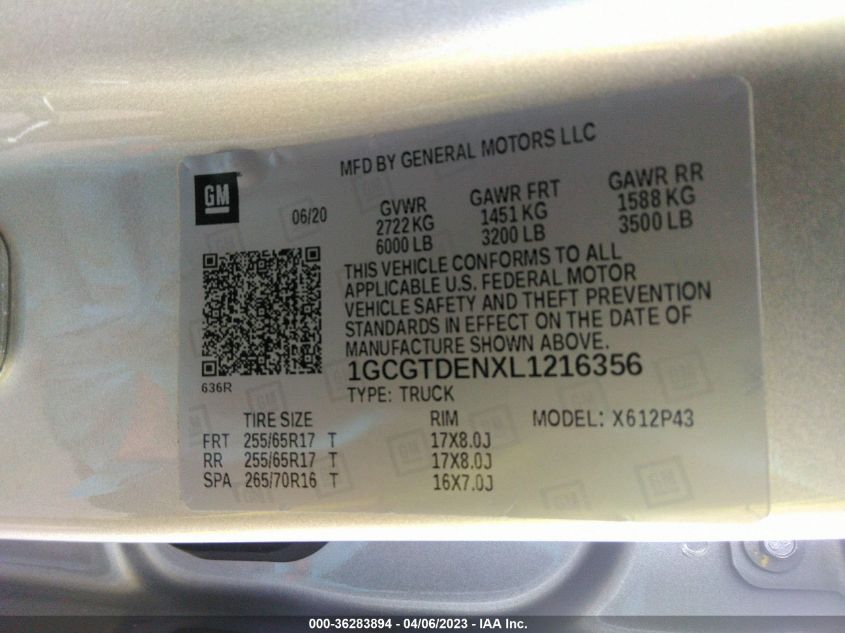 MFD BY GENERAL MOTORS LLC
GM
06/20
GVWR GAWR FRT GAWR RR
2722 KG 1451 KG 1588 KG
6000 LB 3200 LB 3500 LB
THIS VEHICLE CONFORMS TO ALL
APPLICABLE U.S. FEDERAL MOTOR
VEHICLE SAFETY AND THEFT PREVENTION
STANDARDS IN EFFECT ON THE DATE OF
MANUFACTURE SHOWN ABOVE.
1GCGTDENXL1216356
636R
TYPE: TRUCK
TIRE SIZE RIM MODEL: X612P43
FRT 255/65R17 T 17X8.0J
RR 255/65R17 T 17X8.0J
SPA 265/70R16 T 16X7.0J
000-36283894 - 04/06/2023 - IAA Inc.